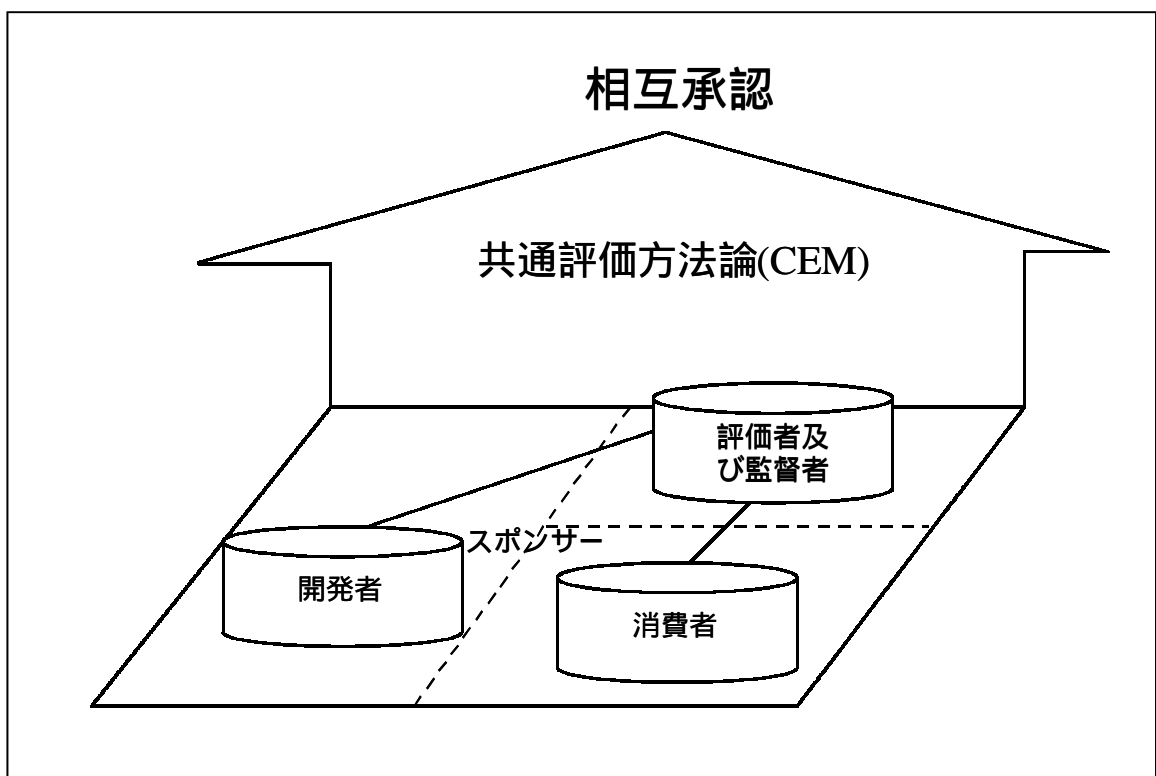 相互承認
共通評価方法論(CEM)
評価者及
び監督者
スポンサー
開発者
消費者